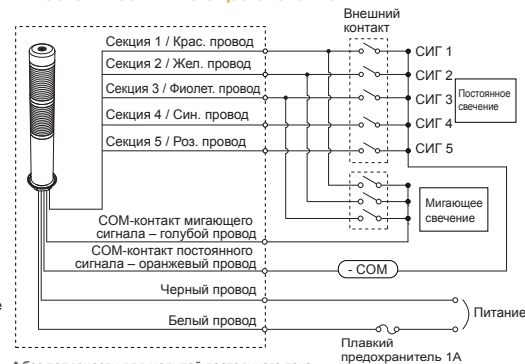 Внешний
контакт
Секция 1 / Крас. провод
СИГ 1
Секция 2 / Жел. провод
СИГ 2
Секция 3 / Фиолет. провод
СИГ 3
Постоянное
свечение
Секция 4 / Син. провод
СИГ 4
Секция 5 / Роз. провод
СИГ 5
Мигающее
свечение
COM-контакт мигающего
сигнала – голубой провод
COM-контакт постоянного
сигнала – оранжевый провод
- COM
Черный провод
Питание
Белый провод
Плавкий
предохранитель 1A